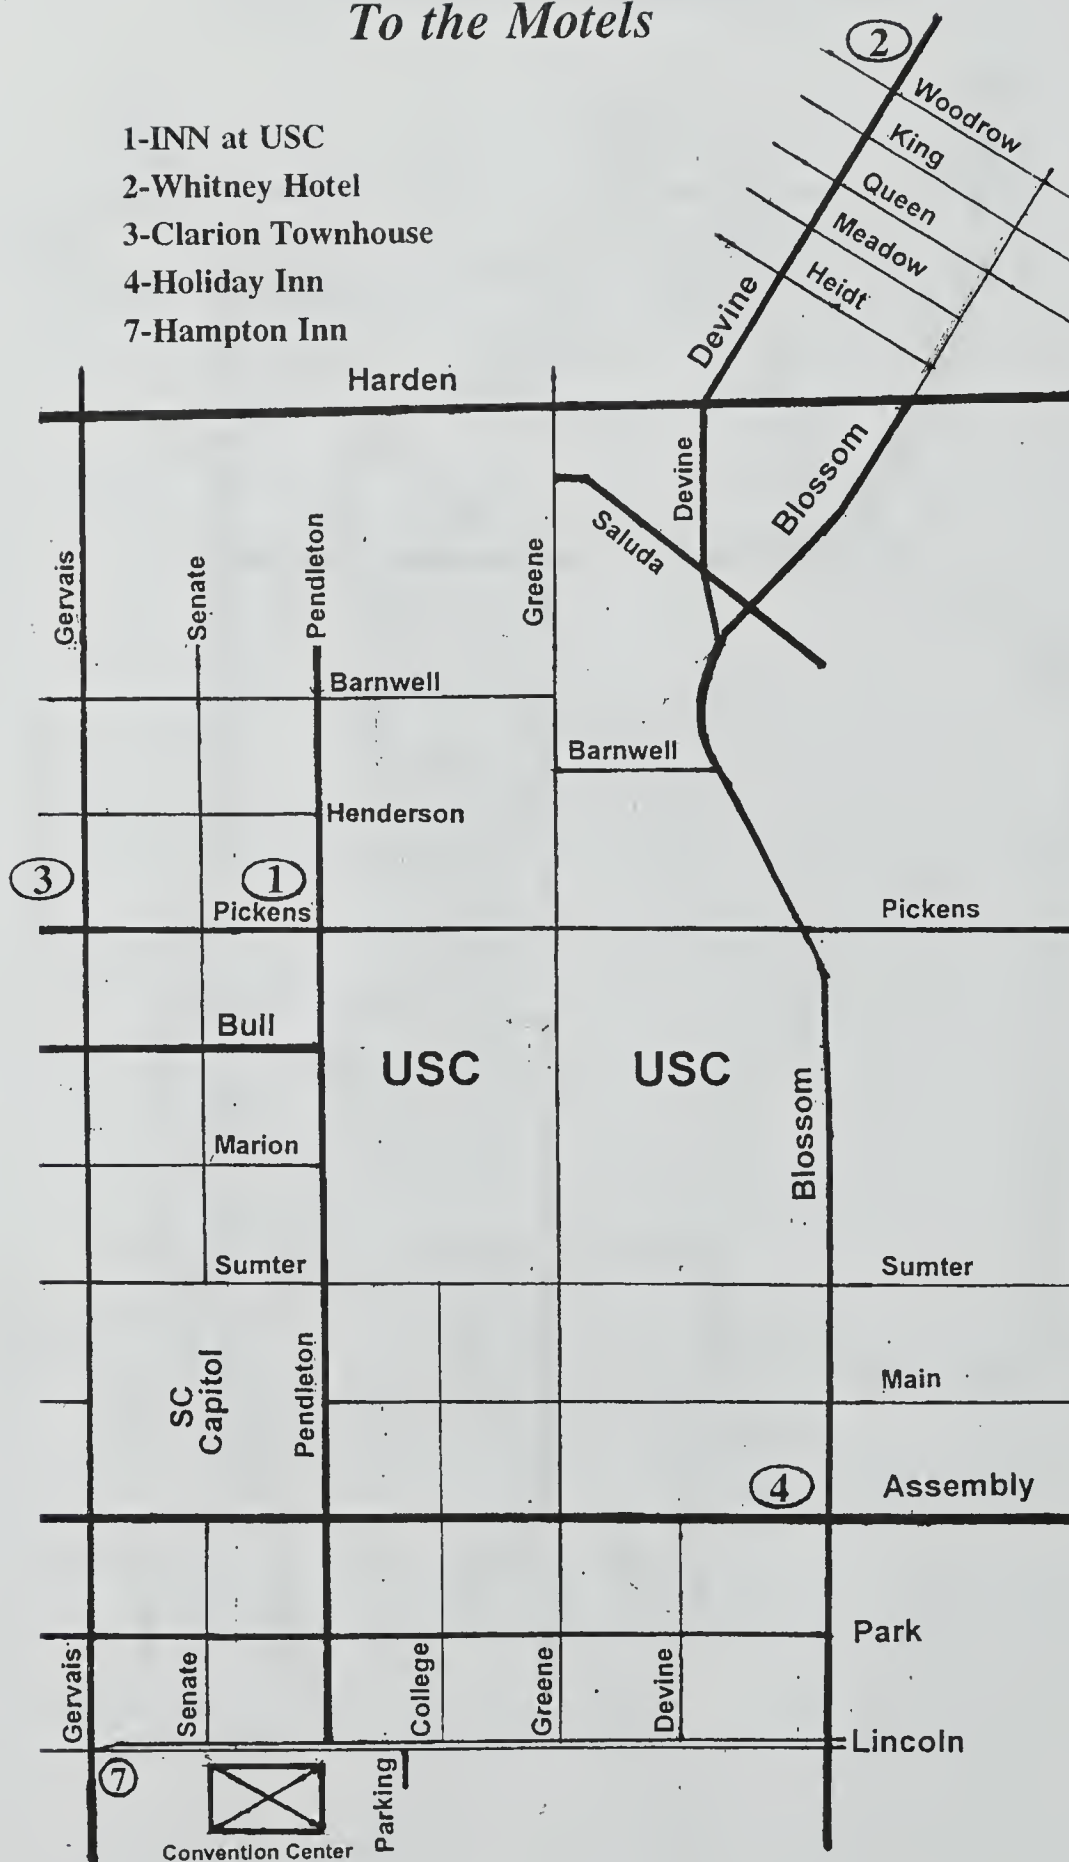 To the Motels
1-INN at USC
2-Whitney Hotel
3-Clarion Townhouse
4-Holiday Inn
7-Hampton Inn
2
Woodrow
King
Queen
Meadow
Heidt
Devine
Harden
Devine
Blossom
Saluda
Gervais
Senate
Pendleton
Greene
Barnwell
Barnwell
Henderson
3
1
Pickens
Pickens
Bull
USC
USC
Blossom
Marion
Sumter
Sumter
SC
Capitol
Pendleton
Main
4
Assembly
Park
Gervais
Senate
College
Greene
Devine
Lincoln
7
Parking
Convention Center